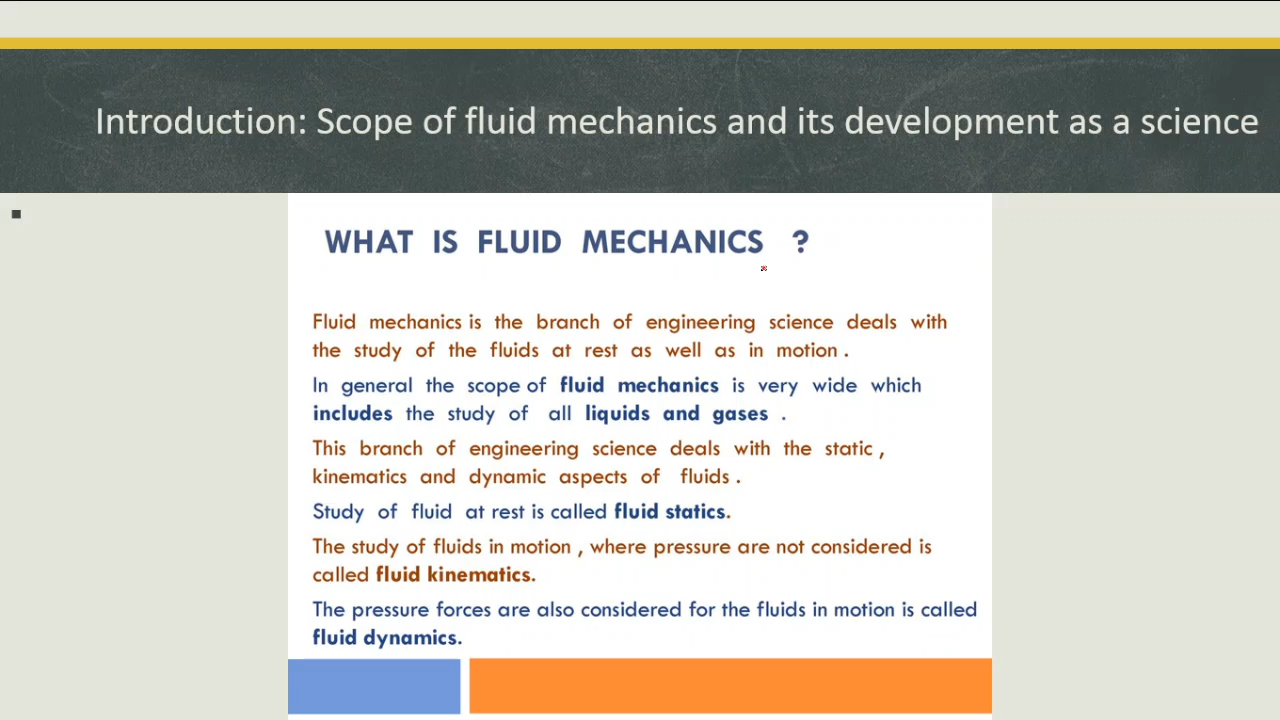 Introduction: Scope of fluid mechanics and its development as a science
WHAT IS FLUID MECHANICS ?
Fluid mechanics is the branch of engineering science deals with
the study of the fluids at rest as well as in motion .
In general the scope of fluid mechanics is very wide which
includes the study of all liquids and gases .
This branch of engineering science deals with the static ,
kinematics and dynamic aspects of fluids .
Study of fluid at rest is called fluid statics.
The study of fluids in motion , where pressure are not considered is
called fluid kinematics.
The pressure forces are also considered for the fluids in motion is called
fluid dynamics.